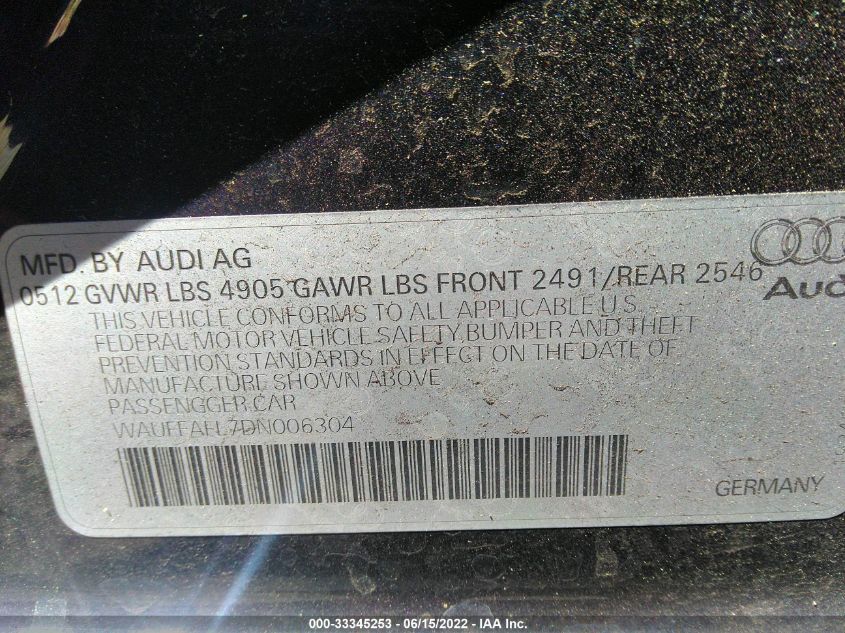 MFD. BY AUDI AG
0512 GVWR LBS 4905 GAWR LBS FRONT 2491/REAR 2546
Audi
THIS VEHICLE CONFORMS TO ALL APPLICABLE U.S.
FEDERAL MOTOR VEHICLE SAFETY,BUMPER AND THEFT
PREVENTION STANDARDS IN EFFECT ON THE DATE OF
MANUFACTURE SHOWN ABOVE
PASSENGGER CAR
WAUFFAFL7DN006304
GERMANY
000-33345253 - 06/15/2022 - IAA Inc.